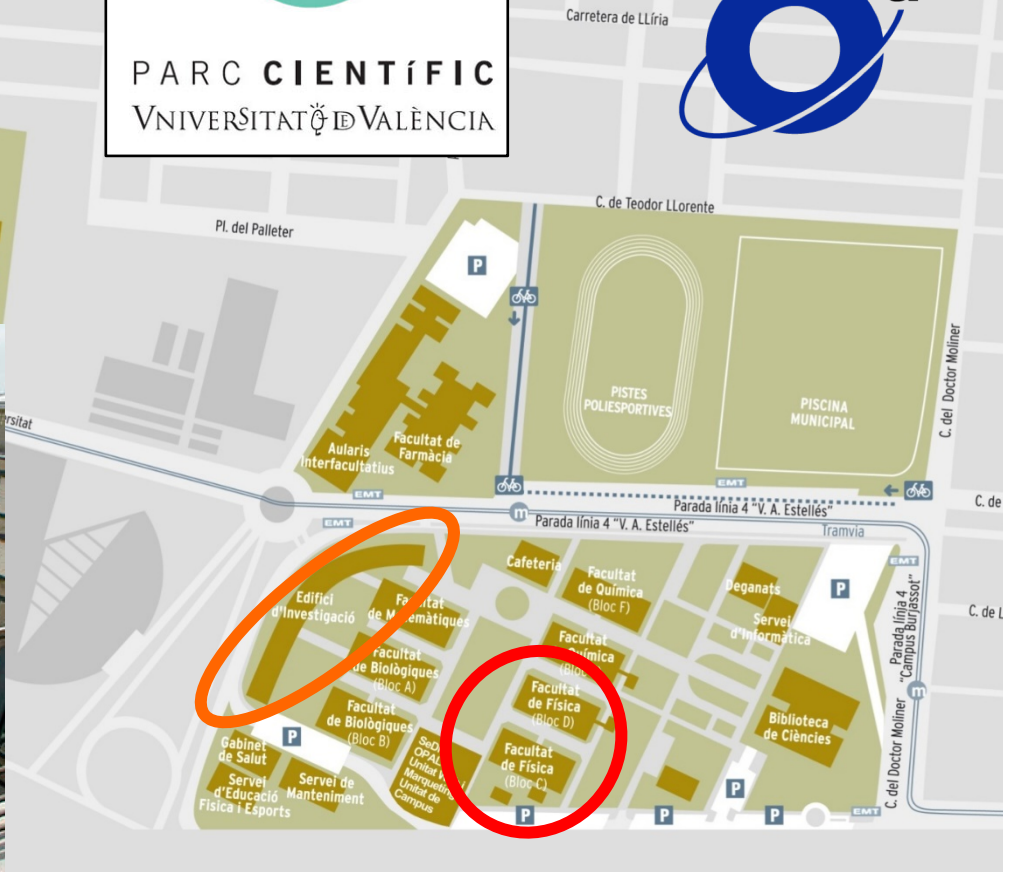 Carretera de LLíria
PARC CIENTÍFIC
VNIVERSITAT DE VALÈNCIA
C. de Teodor LLorente
Pl. del Palleter
P
C. del Doctor Moliner
PISTES
POLIESPORTIVES
PISCINA
MUNICIPAL
Aularis
Interfacultatius
Facultat de
Farmàcia
EMT
EMT
C. de
Parada línia 4 "V. A. Estellés"
m
EMT
Parada línia 4 "V. A. Estellés"
Tramvia
EMT
Cafeteria
Facultat
de Química
(Bloc F)
Deganats
P
Parada línia 4
"Campus Burjassot"
Edifici
d'Investigació
Facultat
de Matemàtiques
Servei
d'Informàtica
C. de L
Facultat
Química
(Bloc
Facultat
de Biològiques
(Bloc A)
Facultat
de Física
(Bloc D)
m
Facultat
de Biològiques
(Bloc B)
Biblioteca
de Ciències
P
Gabinet
de Salut
Facultat
de Física
(Bloc C)
C. del Doctor Moliner
Servei
d'Educació
Física i Esports
Servei de
Manteniment
OPAL
Unitat
Marqueting
Unitat de
Campus
P
P
P
P
EMT